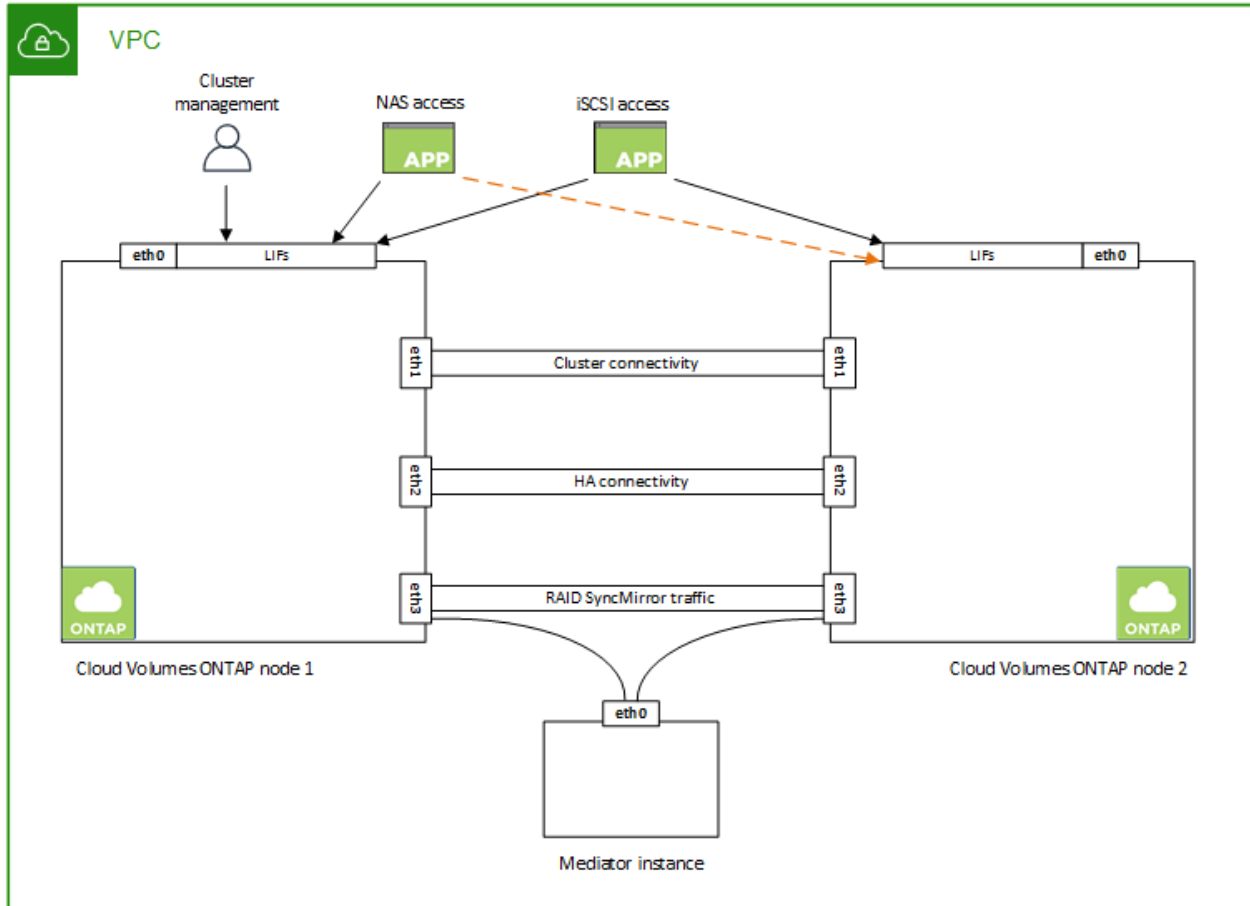 VPC
Cluster
management
NAS access
iSCSI access
APP
APP
eth0
LIFs
LIFs
eth0
eth1
Cluster connectivity
eth1
eth2
HA connectivity
eth2
eth3
RAID SyncMirror traffic
eth3
ONTAP
ONTAP
Cloud Volumes ONTAP node 1
Cloud Volumes ONTAP node 2
eth0
Mediator instance